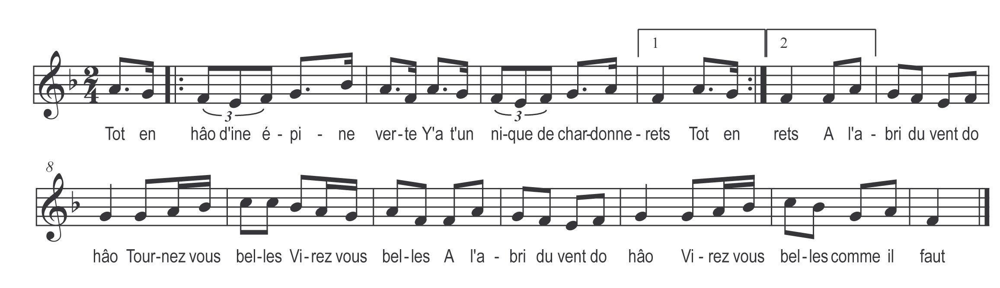 1 2
2
4
3 3
Tot en hâo d'ine é - pi - ne ver - te Y'a t'un ni-que de char-donne - rets Tot en rets A l'a - bri du vent do
8
hâo Tour-nez vous bel-les Vi-rez vous bel-les A l'a - bri du vent do hâo Vi - rez vous bel-les comme il faut